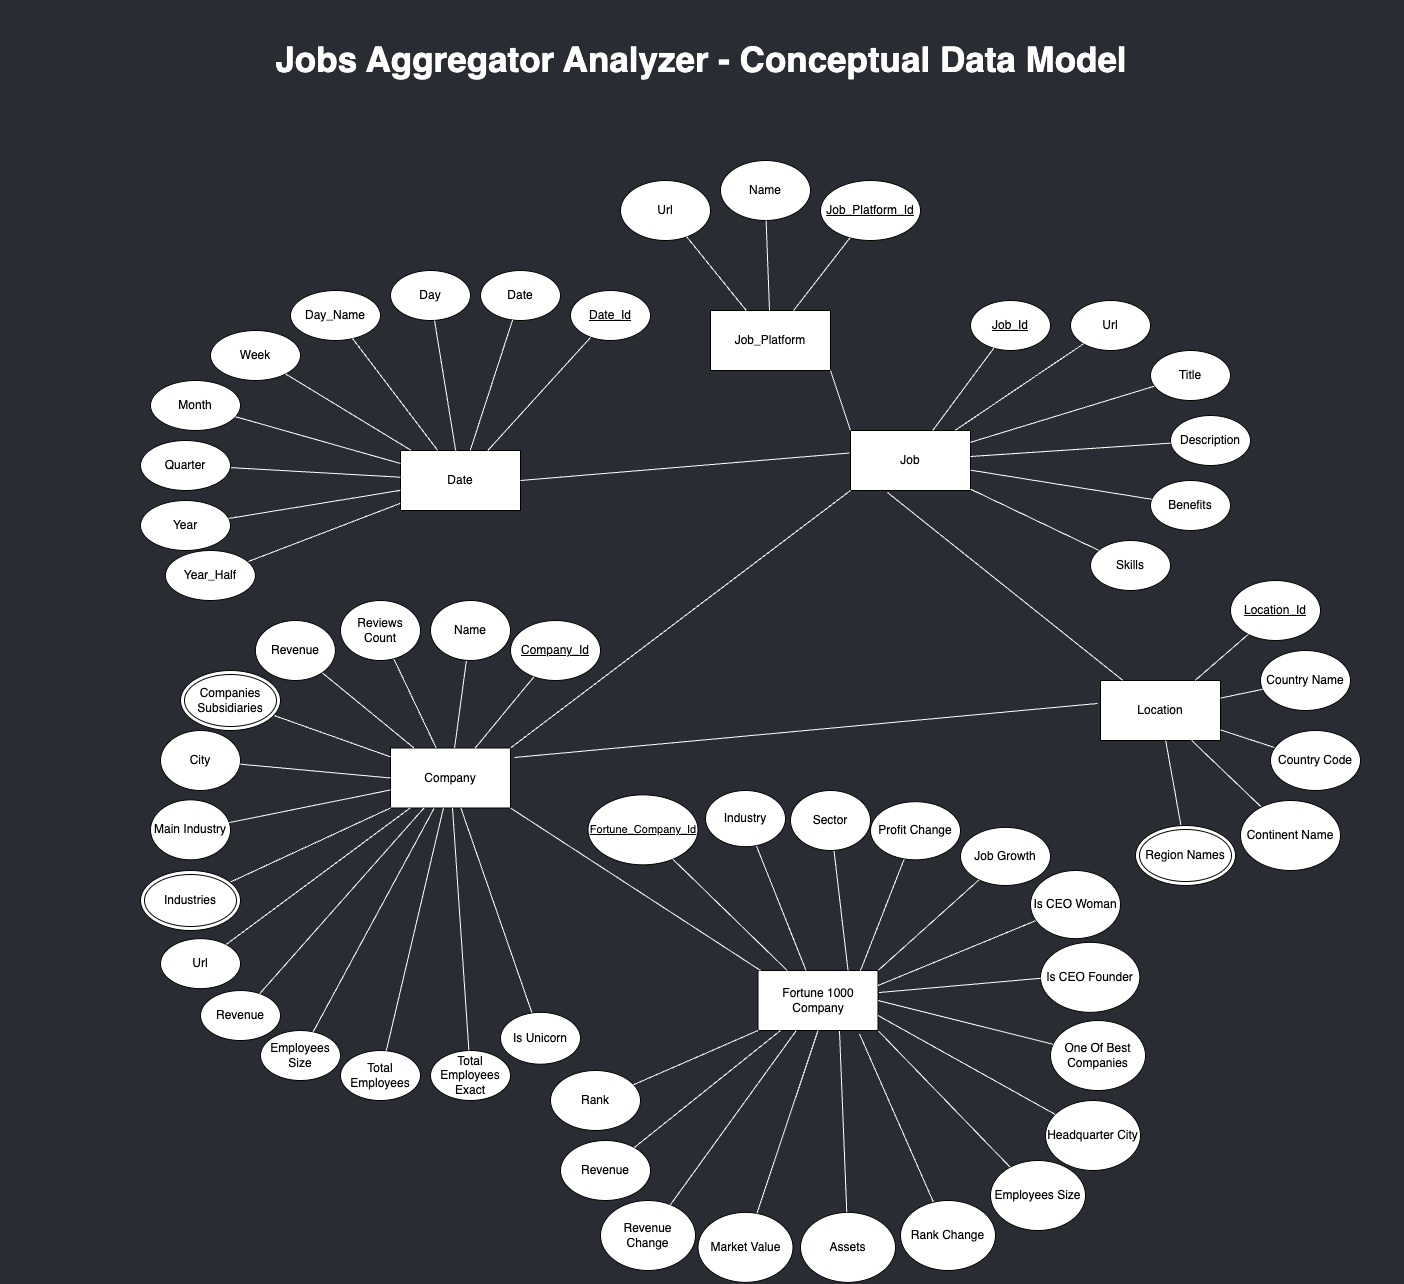 Jobs Aggregator Analyzer - Conceptual Data Model
Url
Name
Job_Platform_Id
Job_Platform
Day_Name
Day
Date
Date_Id
Week
Month
Quarter
Year
Year_Half
Date
Job_Id
Url
Title
Description
Benefits
Skills
Job
Location_Id
Country Name
Country Code
Continent Name
Region Names
Location
Revenue
Reviews
Count
Name
Company_Id
Companies
Subsidiaries
City
Main Industry
Industries
Url
Revenue
Employees
Size
Total
Employees
Total
Employees
Exact
Is Unicorn
Company
Fortune_Company_Id
Industry
Sector
Profit Change
Job Growth
Is CEO Woman
Is CEO Founder
One Of Best
Companies
Headquarter City
Employees Size
Rank Change
Assets
Market Value
Revenue
Change
Revenue
Rank
Fortune 1000
Company